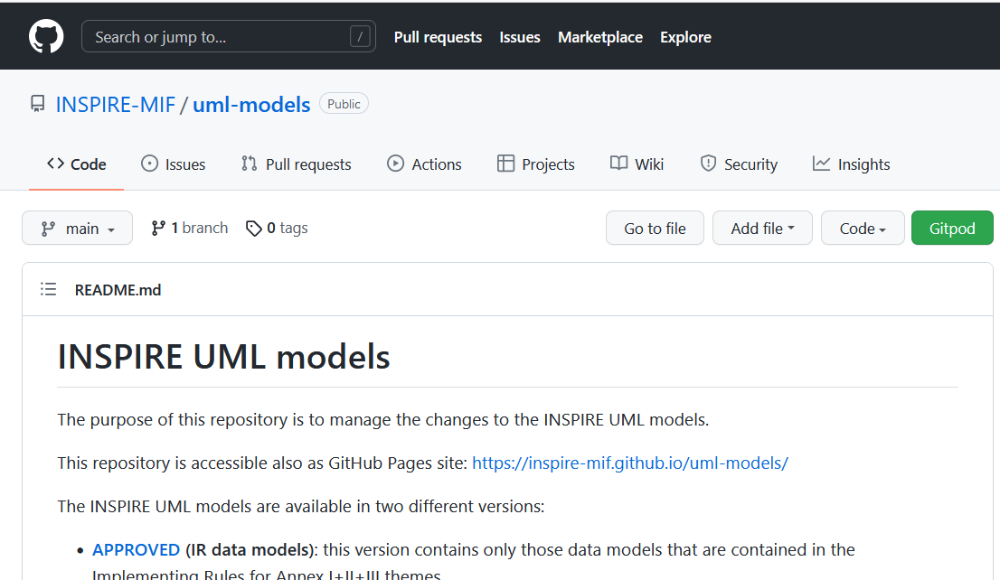 Search or jump to... / Pull requests Issues Marketplace Explore
INSPIRE-MIF / uml-models Public
Code Issues Pull requests Actions Projects Wiki Security Insights
main 1 branch 0 tags Go to file Add file Code Gitpod
README.md
INSPIRE UML models
The purpose of this repository is to manage the changes to the INSPIRE UML models.
This repository is accessible also as GitHub Pages site: https://inspire-mif.github.io/uml-models/
The INSPIRE UML models are available in two different versions:
• APPROVED (IR data models): this version contains only those data models that are contained in the
Implementing Rules for Annex I+II+III themes